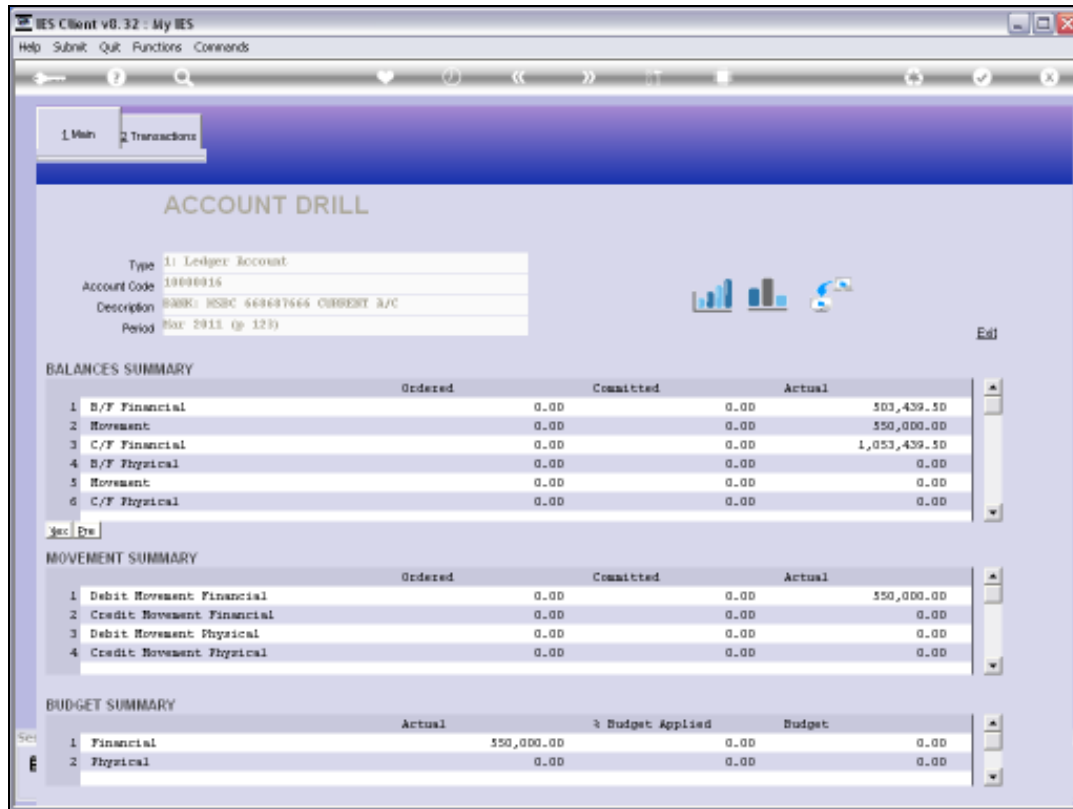 IES Client v8.32 : My IES
Help Submit Quit Functions Commands
1 Main 2 Transactions
ACCOUNT DRILL
Type 1: Ledger Account
Account Code 10000016
Description BANK: HSBC CURRENT A/C
Period Mar 2011 (p 123)
Exit
BALANCES SUMMARY
Ordered Committed Actual
1 B/F Financial 0.00 0.00 503,439.50
2 Movement 0.00 0.00 550,000.00
3 C/F Financial 0.00 0.00 1,053,439.50
4 B/F Physical 0.00 0.00 0.00
5 Movement 0.00 0.00 0.00
6 C/F Physical 0.00 0.00 0.00
Nex Pre
MOVEMENT SUMMARY
Ordered Committed Actual
1 Debit Movement Financial 0.00 0.00 550,000.00
2 Credit Movement Financial 0.00 0.00 0.00
3 Debit Movement Physical 0.00 0.00 0.00
4 Credit Movement Physical 0.00 0.00 0.00
BUDGET SUMMARY
Actual % Budget Applied Budget
1 Financial 550,000.00 0.00 0.00
2 Physical 0.00 0.00 0.00